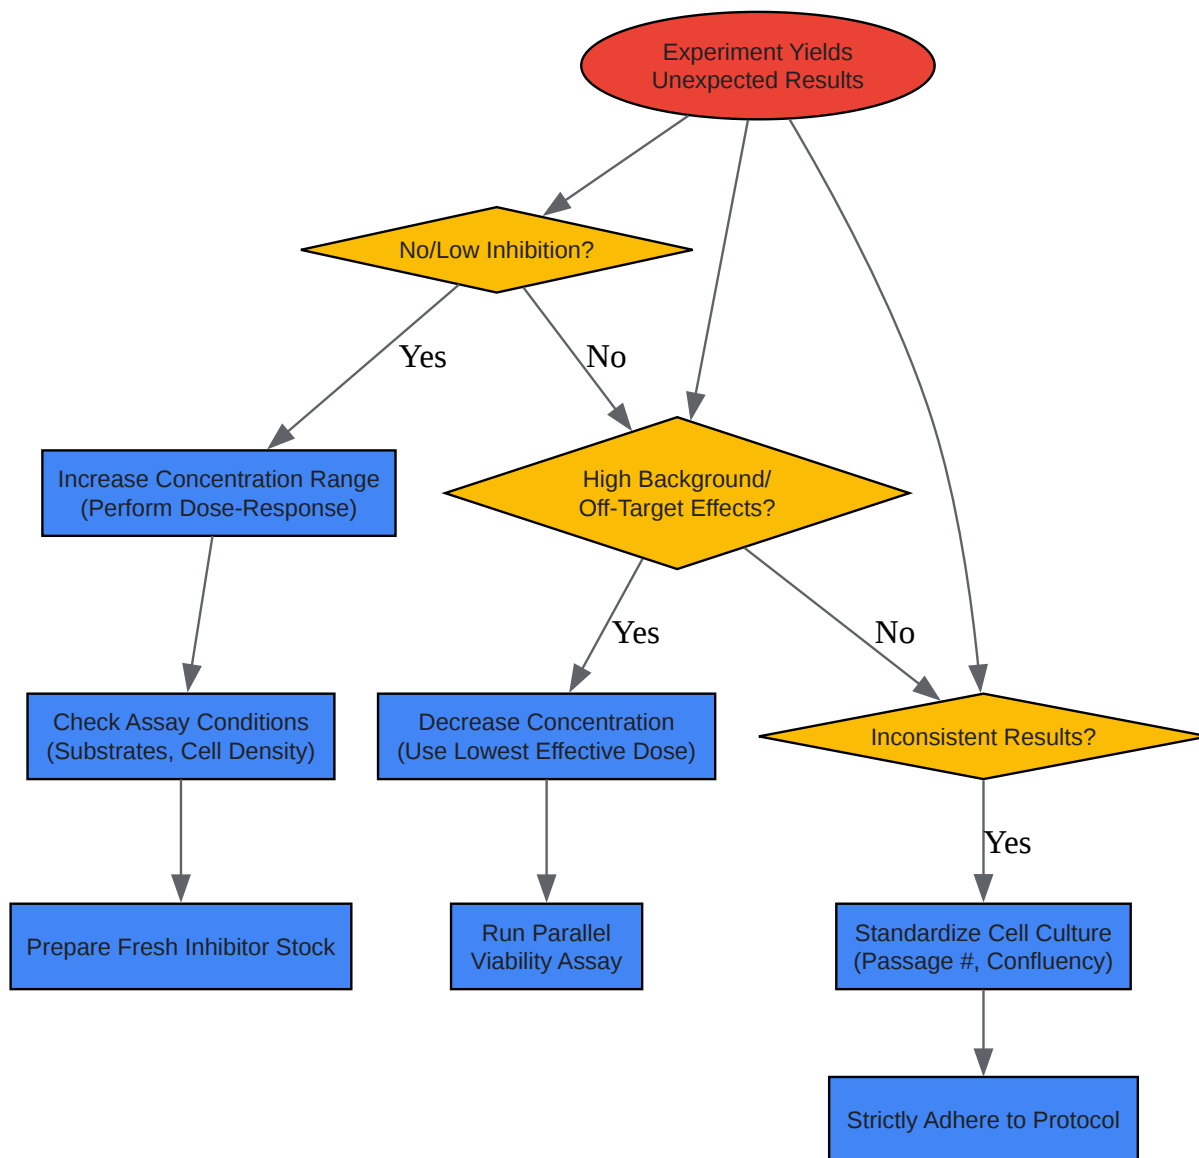 Experiment Yields
Unexpected Results
No/Low Inhibition?
Yes
No
Increase Concentration Range
(Perform Dose-Response)
High Background/
Off-Target Effects?
Yes
No
Check Assay Conditions
(Substrates, Cell Density)
Decrease Concentration
(Use Lowest Effective Dose)
Inconsistent Results?
Yes
Prepare Fresh Inhibitor Stock
Run Parallel
Viability Assay
Standardize Cell Culture
(Passage #, Confluency)
Strictly Adhere to Protocol